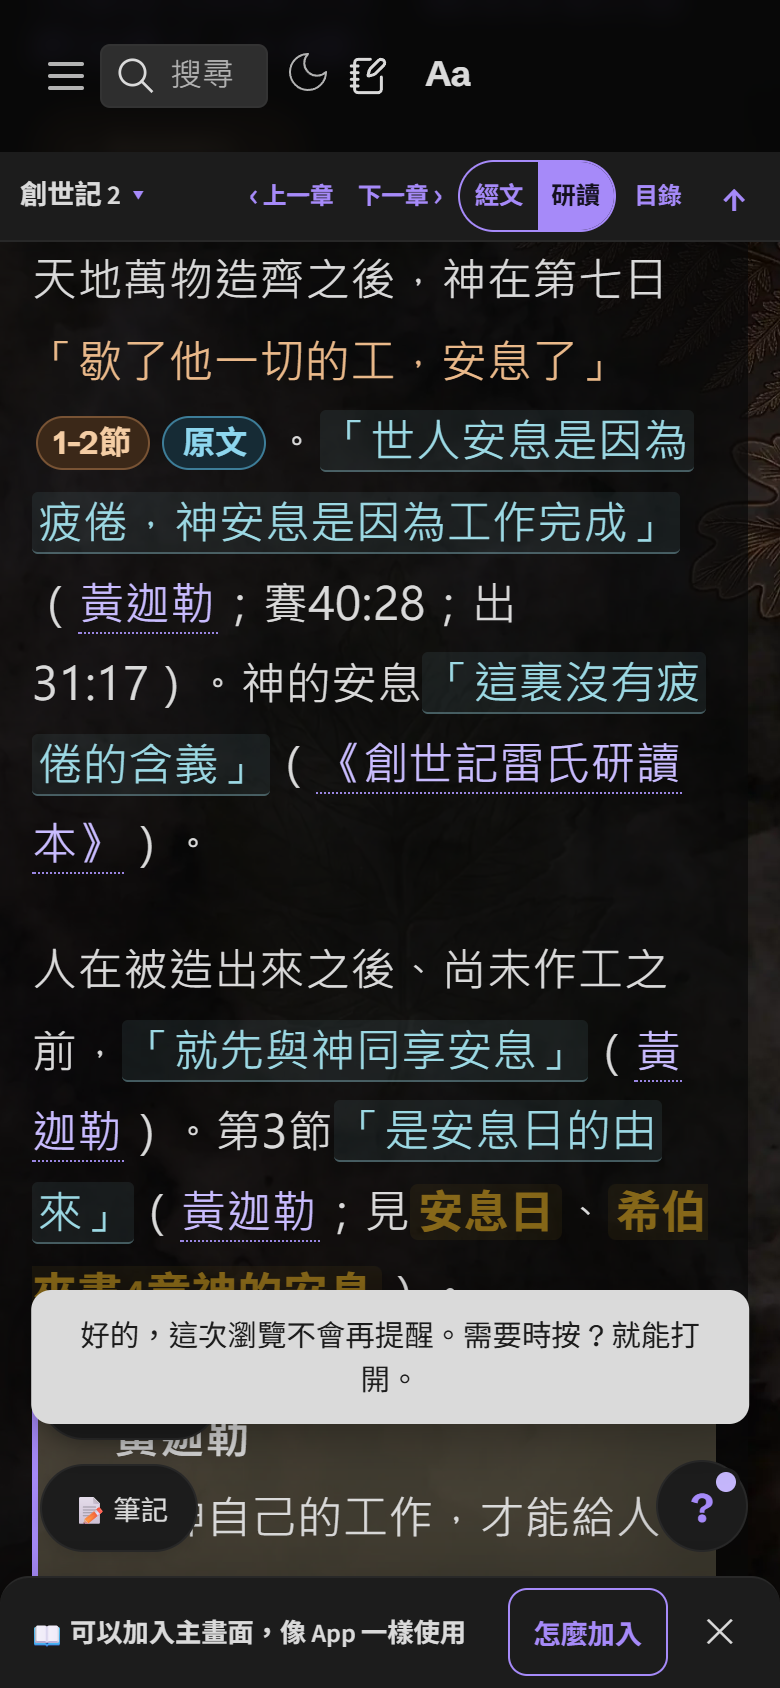 搜尋
Aa
創世記 2 ▼ ‹ 上一章 下一章 › 經文 研讀 目錄 ↑
天地萬物造齊之後，神在第七日
「歇了他一切的工，安息了」
1-2節 原文 。「世人安息是因為
疲倦，神安息是因為工作完成」
（黃迦勒；賽40:28；出
31:17）。神的安息「這裏沒有疲
倦的含義」（《創世記雷氏研讀
本》）。
人在被造出來之後、尚未作工之
前，「就先與神同享安息」（黃
迦勒）。第3節「是安息日的由
來」（黃迦勒；見安息日、希伯
來書4章神的安息）。
好的，這次瀏覽不會再提醒。需要時按 ? 就能打
開。
黃迦勒
神自己的工作，才能給人
筆記
?
可以加入主畫面，像 App 一樣使用 怎麼加入